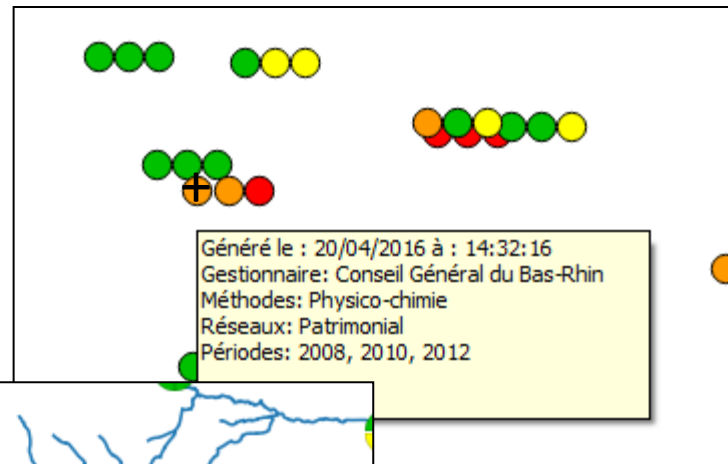 Généré le : 20/04/2016 à : 14:32:16
Gestionnaire: Conseil Général du Bas-Rhin
Méthodes: Physico-chimie
Réseaux: Patrimonial
Périodes: 2008, 2010, 2012